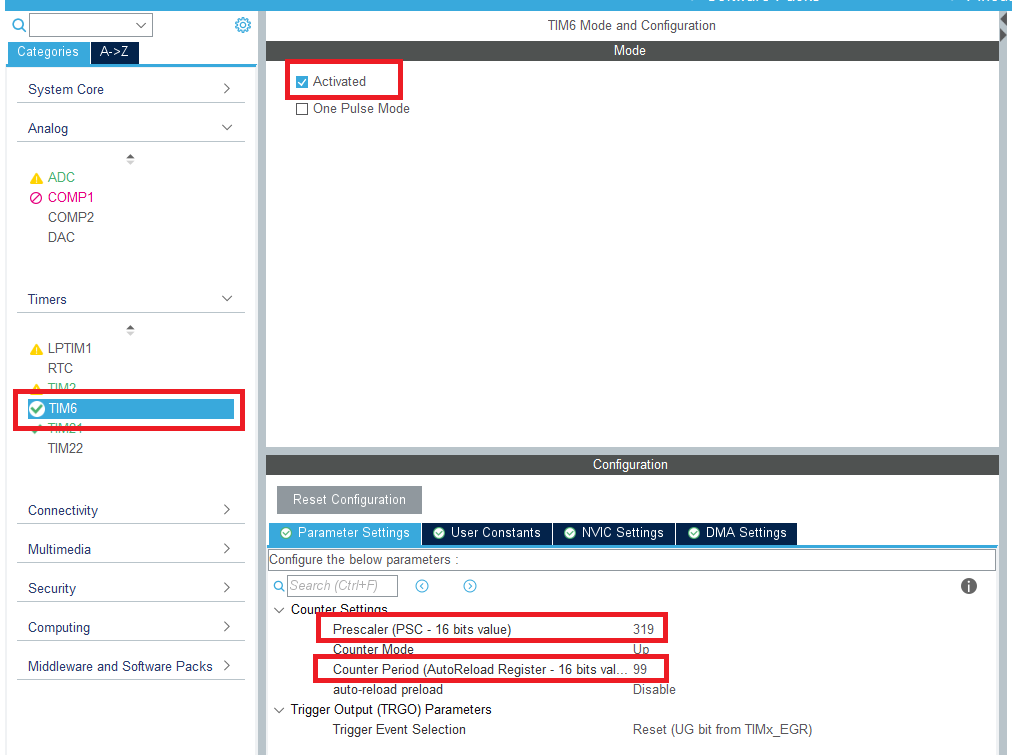 TIM6 Mode and Configuration
Categories
A->Z
Mode
Activated
One Pulse Mode
System Core
Analog
ADC
COMP1
COMP2
DAC
Timers
LPTIM1
RTC
TIM2
TIM6
TIM21
TIM22
Connectivity
Multimedia
Security
Computing
Middleware and Software Packs
Configuration
Reset Configuration
Parameter Settings
User Constants
NVIC Settings
DMA Settings
Configure the below parameters :
Search (Ctrl+F)
Counter Settings
Prescaler (PSC - 16 bits value) 319
Counter Mode Up
Counter Period (AutoReload Register - 16 bits val... 99
auto-reload preload Disable
Trigger Output (TRGO) Parameters
Trigger Event Selection Reset (UG bit from TIMx_EGR)